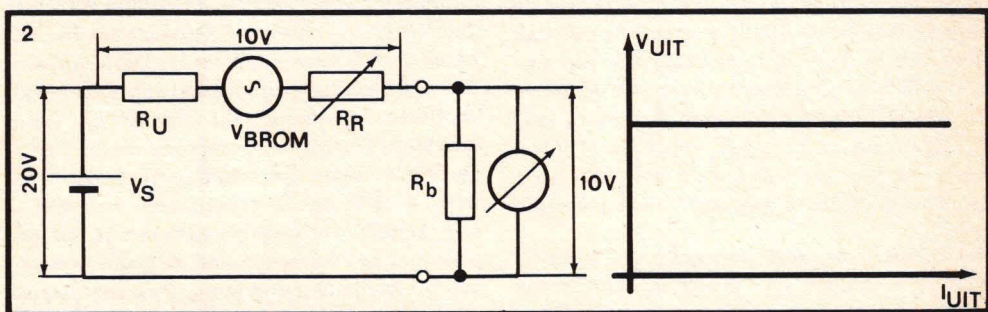 2
10V
V_UIT
R_U
V_BROM
R_R
20V
V_S
R_b
10V
I_UIT